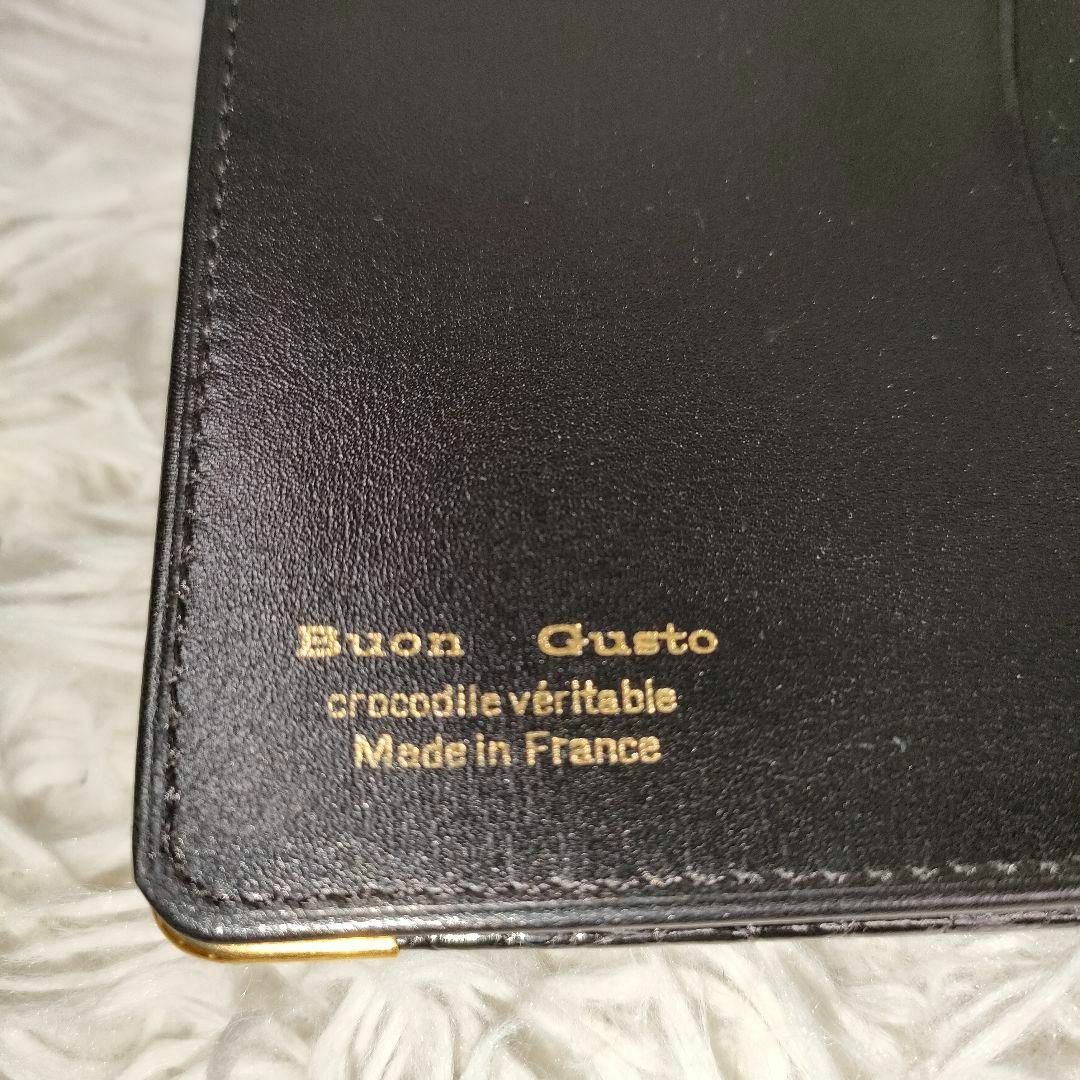 Buon Gusto
crocodile véritable
Made in France